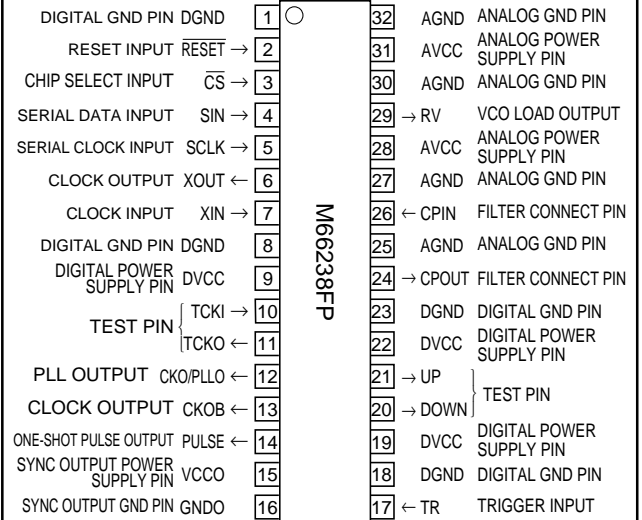 DIGITAL GND PIN DGND 1
RESET INPUT RESET → 2
CHIP SELECT INPUT CS → 3
SERIAL DATA INPUT SIN → 4
SERIAL CLOCK INPUT SCLK → 5
CLOCK OUTPUT XOUT ← 6
CLOCK INPUT XIN → 7
DIGITAL GND PIN DGND 8
DIGITAL POWER
SUPPLY PIN DVCC 9
TEST PIN
TCKI → 10
TCKO ← 11
PLL OUTPUT CKO/PLLO ← 12
CLOCK OUTPUT CKOB ← 13
ONE-SHOT PULSE OUTPUT PULSE ← 14
SYNC OUTPUT POWER
SUPPLY PIN VCCO 15
SYNC OUTPUT GND PIN GNDO 16
M66238FP
32 AGND ANALOG GND PIN
31 AVCC ANALOG POWER
SUPPLY PIN
30 AGND ANALOG GND PIN
29 → RV VCO LOAD OUTPUT
28 AVCC ANALOG POWER
SUPPLY PIN
27 AGND ANALOG GND PIN
26 ← CPIN FILTER CONNECT PIN
25 AGND ANALOG GND PIN
24 → CPOUT FILTER CONNECT PIN
23 DGND DIGITAL GND PIN
22 DVCC DIGITAL POWER
SUPPLY PIN
21 → UP
TEST PIN
20 → DOWN
19 DVCC DIGITAL POWER
SUPPLY PIN
18 DGND DIGITAL GND PIN
17 ← TR TRIGGER INPUT